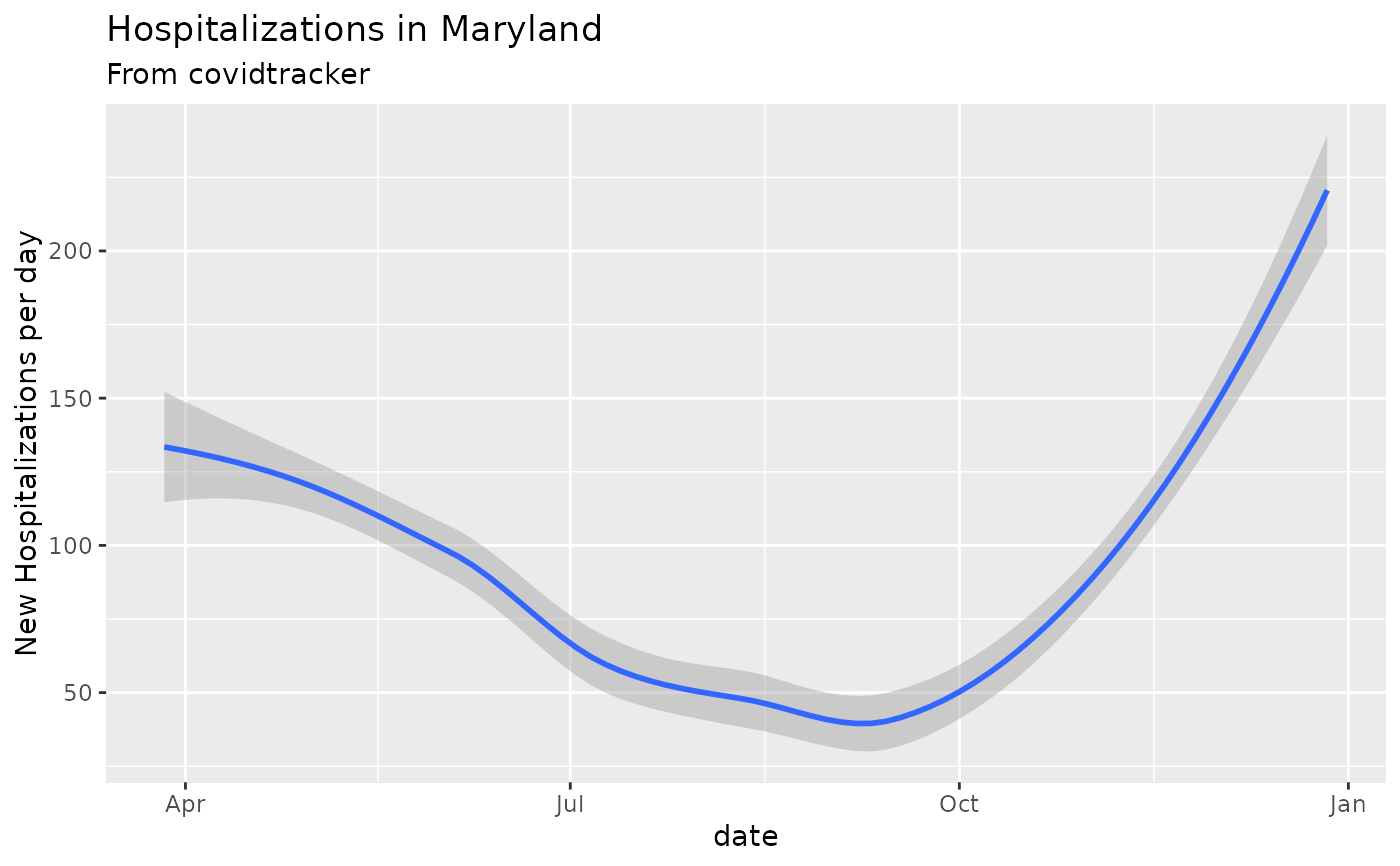 Hospitalizations in Maryland
From covidtracker
New Hospitalizations per day
200
150
100
50
Apr
Jul
Oct
Jan
date